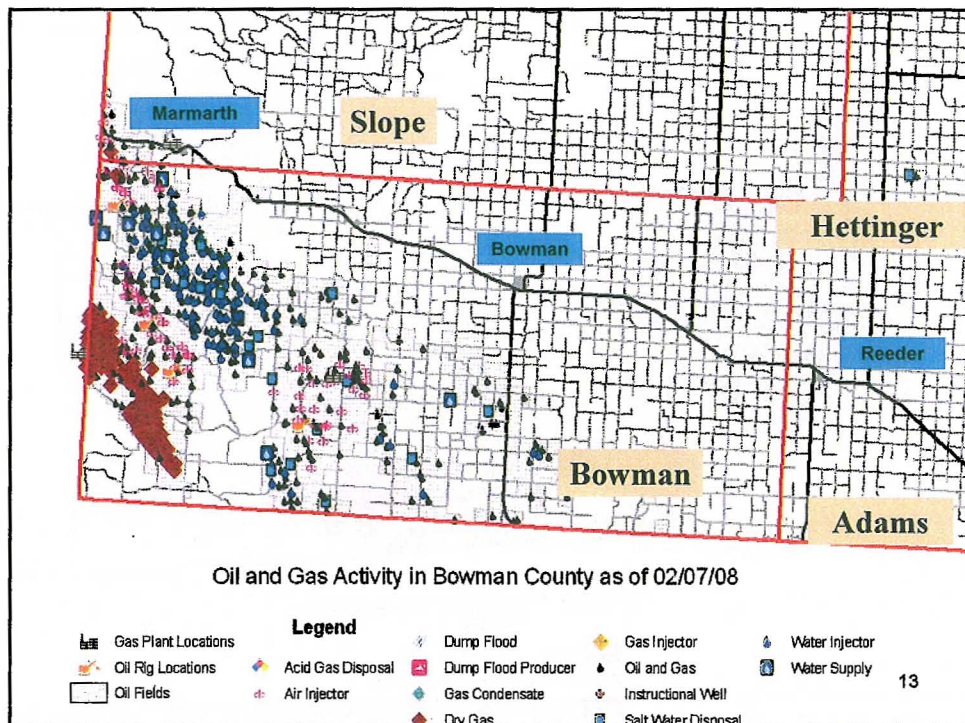 Marmarth
Slope
Hettinger
Bowman
Reeder
Bowman
Adams
Oil and Gas Activity in Bowman County as of 02/07/08
Legend
Gas Plant Locations
Oil Rig Locations
Oil Fields
Acid Gas Disposal
Air Injector
Dump Flood
Dump Flood Producer
Gas Condensate
Dry Gas
Gas Injector
Oil and Gas
Instructional Well
Salt Water Disposal
Water Injector
Water Supply
13